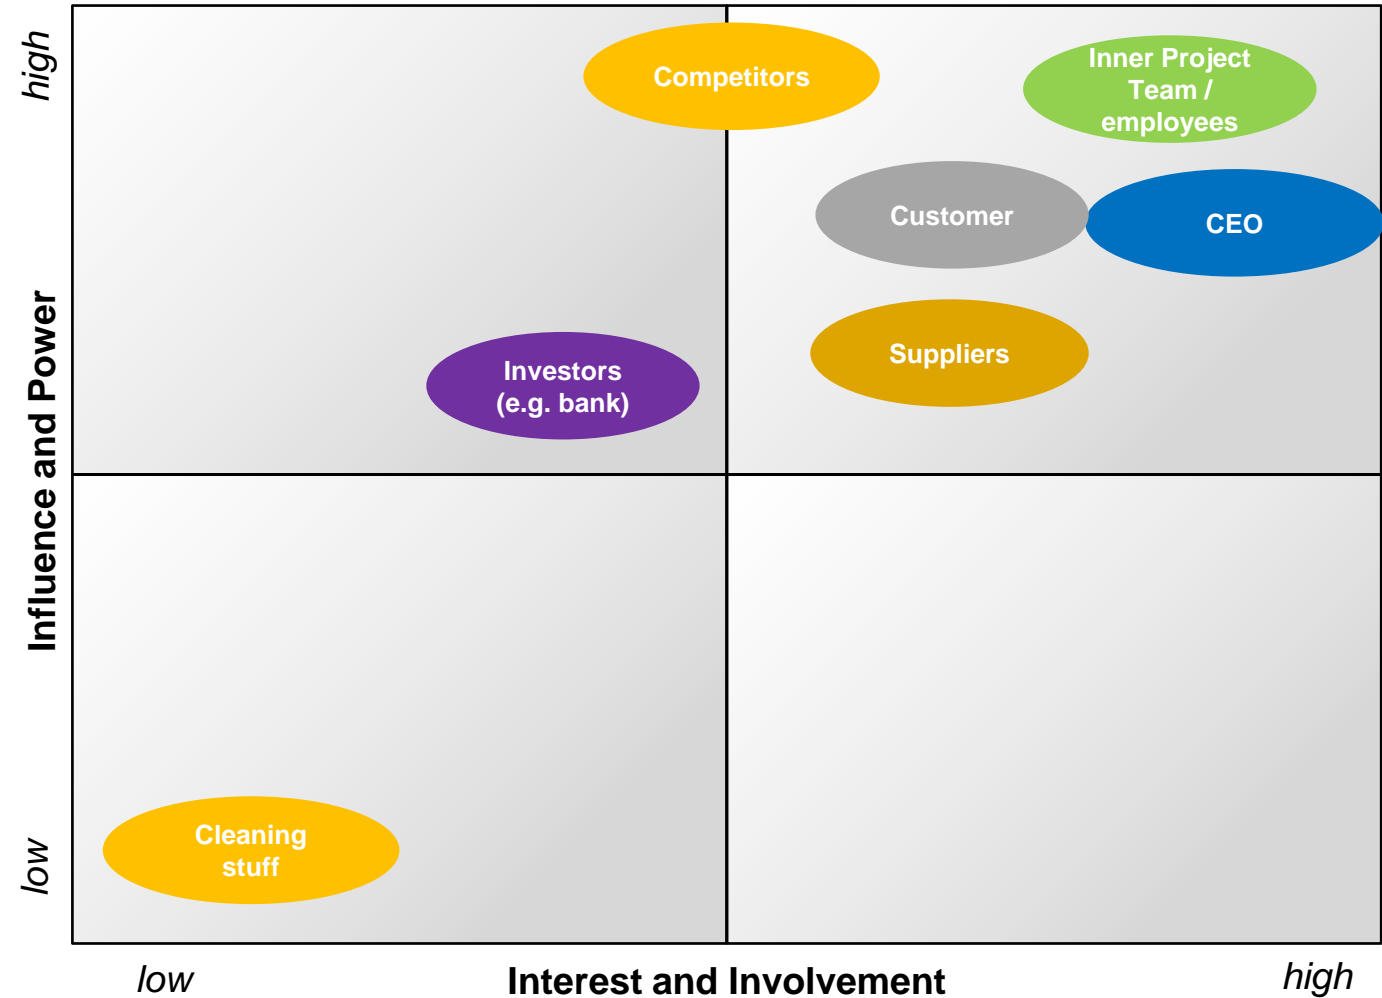 high
Competitors
Inner Project
Team /
employees
Customer
CEO
Suppliers
Investors
(e.g. bank)
Influence and Power
Cleaning
stuff
low
low
Interest and Involvement
high